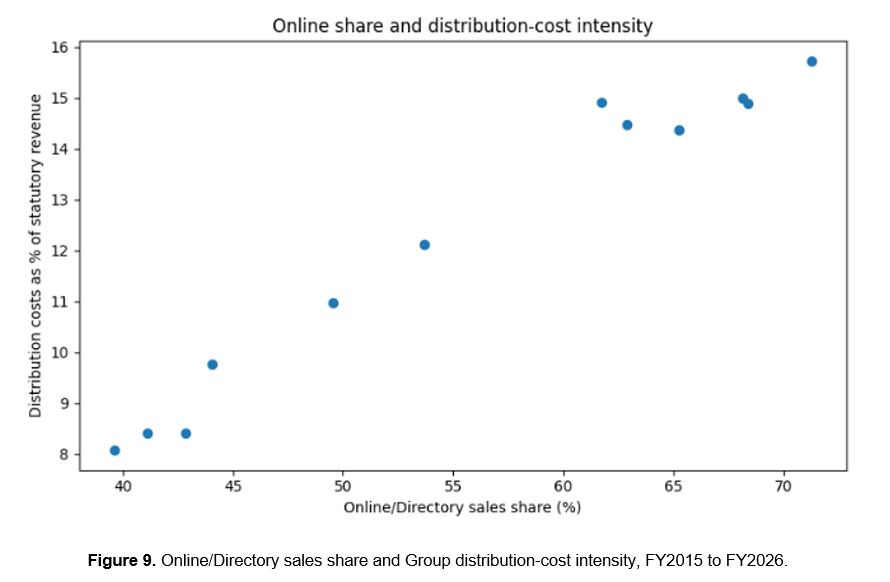 Online share and distribution-cost intensity
Distribution costs as % of statutory revenue
16
15
14
13
12
11
10
9
8
40 45 50 55 60 65 70
Online/Directory sales share (%)
Figure 9. Online/Directory sales share and Group distribution-cost intensity, FY2015 to FY2026.